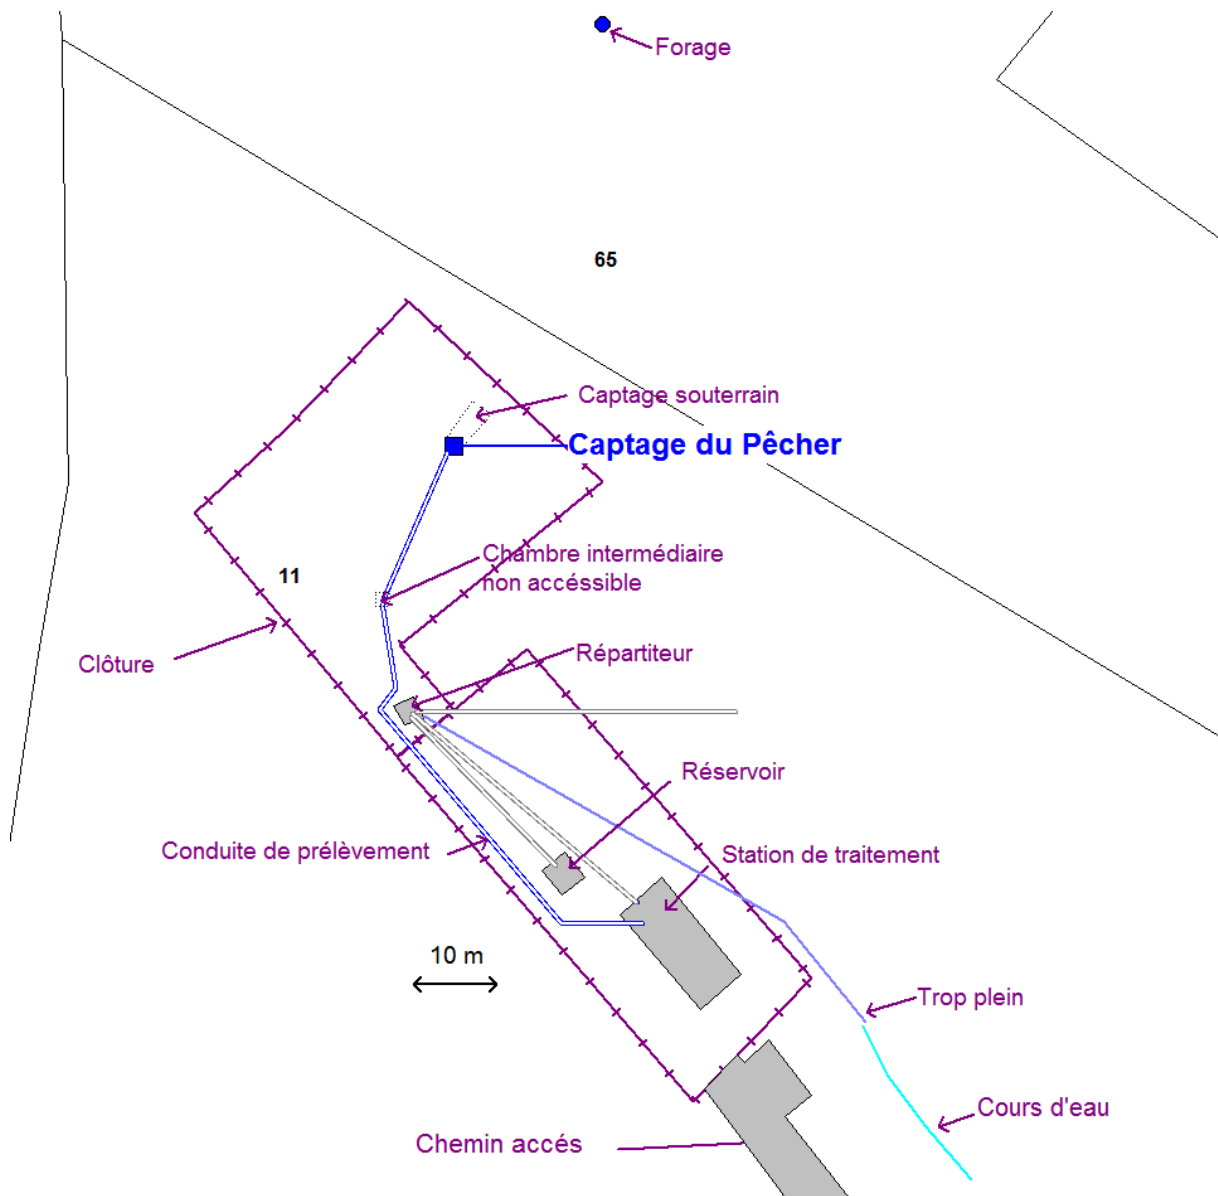 Forage
65
Captage souterrain
Captage du Pêcher
Chambre intermédiaire
non accéssible
11
Répartiteur
Clôture
Réservoir
Conduite de prélèvement
Station de traitement
10 m
Trop plein
Cours d'eau
Chemin accés